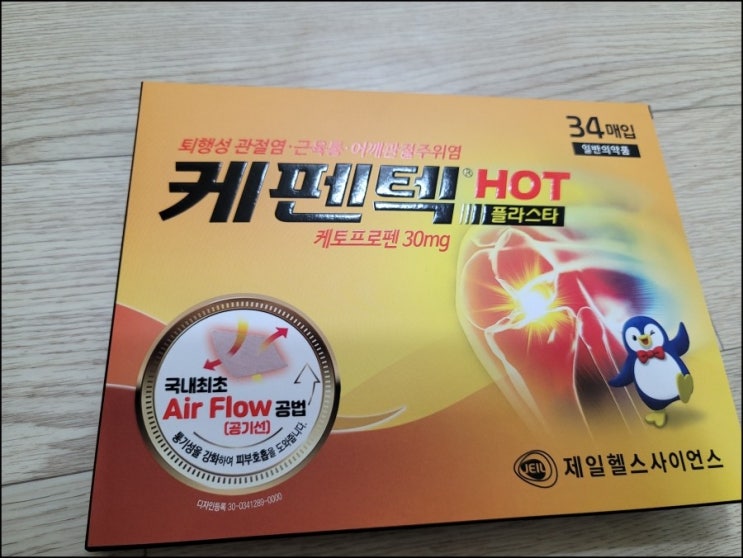 34매입
일반의약품
퇴행성 관절염·근육통·어깨관절주위염
케펜텍® HOT
플라스타
케토프로펜 30mg
국내최초
Air Flow 공법
(공기선)
통기성을 강화하여 피부호흡을 도와줍니다.
디자인등록 30-0341289-0000
JEIL 제일헬스사이언스